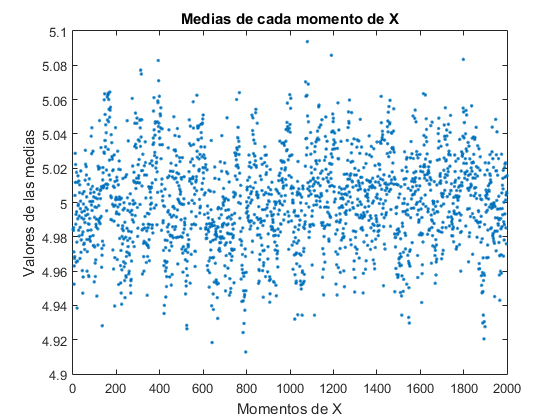 Medias de cada momento de X
5.1
5.08
5.06
5.04
5.02
5
4.98
4.96
4.94
4.92
4.9
Valores de las medias
0 200 400 600 800 1000 1200 1400 1600 1800 2000
Momentos de X